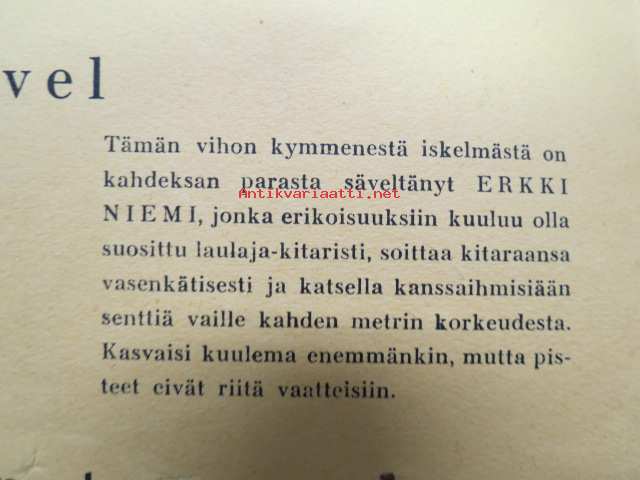 vel
Tämän vihon kymmenestä iskelmästä on
kahdeksan parasta säveltänyt ERKKI
Antikvariaatti.net
NIEMI, jonka erikoisuuksiin kuuluu olla
suosittu laulaja-kitaristi, soittaa kitaraansa
vasenkätisesti ja katsella kanssaihmisiään
senttiä vaille kahden metrin korkeudesta.
Kasvaisi kuulema enemmänkin, mutta pis-
teet eivät riitä vaatteisiin.